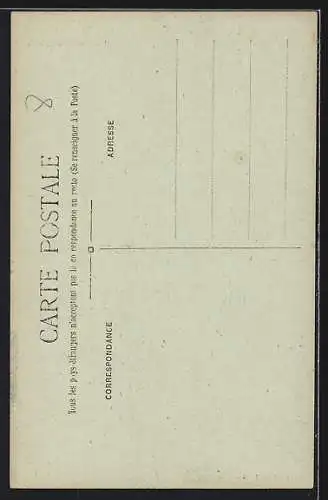 8
CARTE POSTALE
Tous les pays étrangers n'acceptent pas la correspondance au recto (Se renseigner à la Poste)
CORRESPONDANCE
ADRESSE